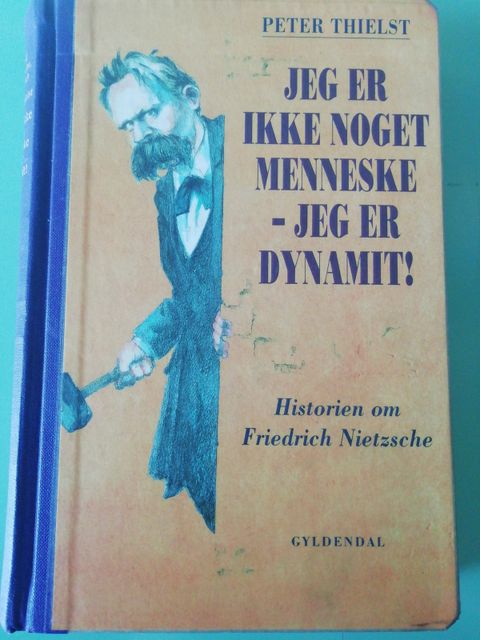 PETER THIELST
JEG ER
IKKE NOGET
MENNESKE
- JEG ER
DYNAMIT!
Historien om
Friedrich Nietzsche
GYLDENDAL